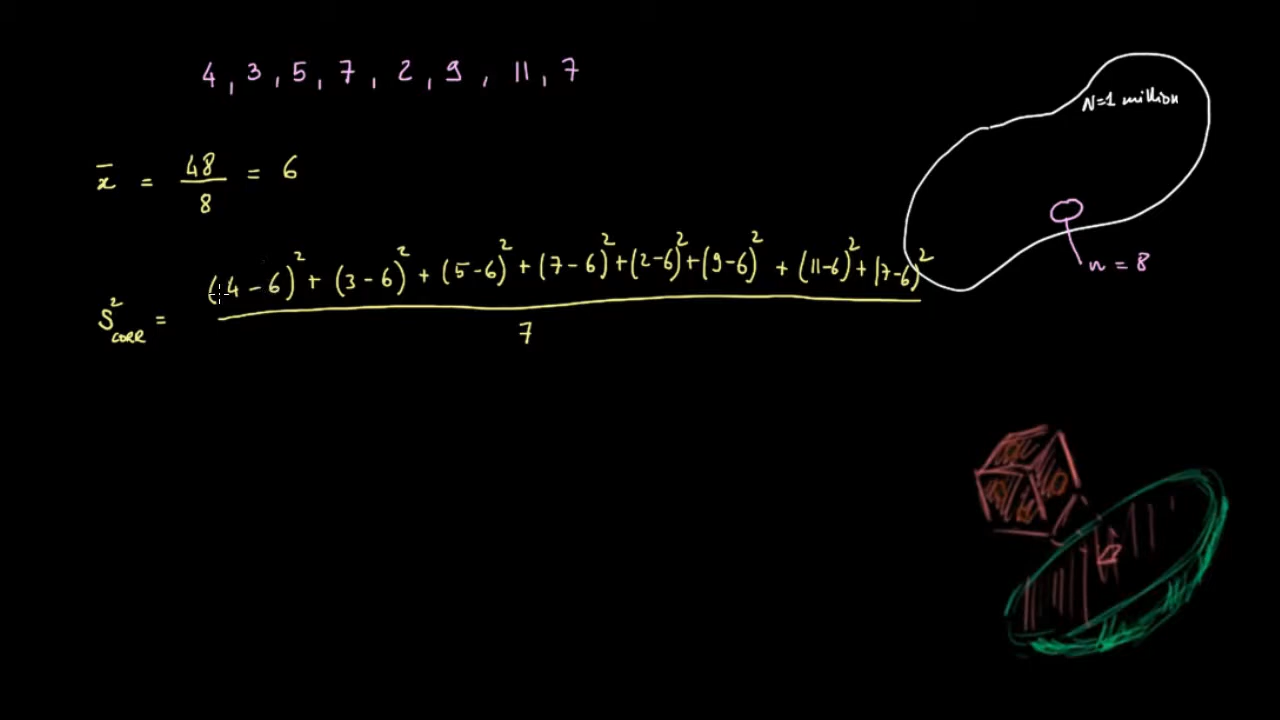 4, 3, 5, 7, 2, 9, 11, 7
N=1 million
x̄ = 48/8 = 6
n = 8
S²CORR = ((4-6)² + (3-6)² + (5-6)² + (7-6)² + (2-6)² + (9-6)² + (11-6)² + (7-6)²)/7